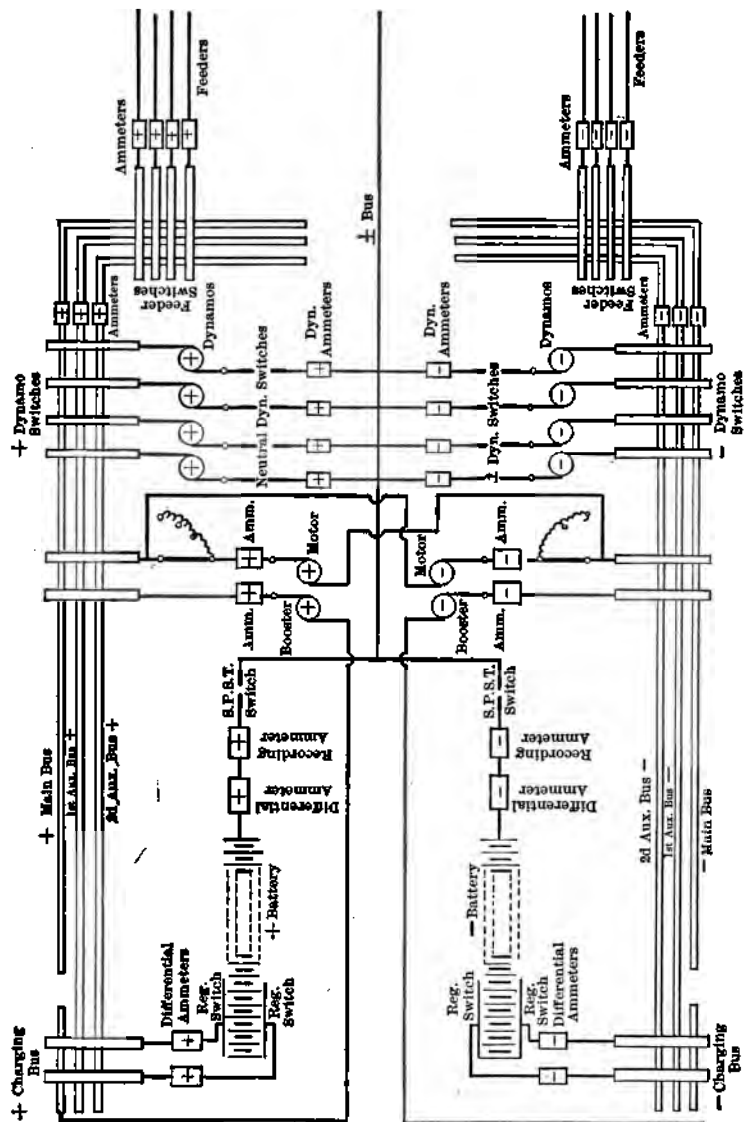 Ammeters
Feeders
Feeder
Switches
Ammeters
+ Dynamo
Switches
Dynamos
Neutral Dyn. Switches
Dyn.
Ammeters
± Bus
Dyn.
Ammeters
± Dyn. Switches
Dynamos
Ammeters
Feeders
Feeder
Switches
Ammeters
— Dynamo
Switches
Amm.
Motor
Amm.
Booster
Motor
Amm.
Booster
Amm.
S.P.S.T.
Switch
Recording
Ammeter
Differential
Ammeter
+ Battery
S.P.S.T.
Switch
Recording
Ammeter
Differential
Ammeter
— Battery
+ Main Bus
1st Aux. Bus +
2d Aux. Bus +
2d Aux. Bus —
1st Aux. Bus —
— Main Bus
+ Charging
Bus
Differential
Ammeters
Reg.
Switch
Reg.
Switch
Reg.
Switch
Reg.
Switch
Differential
Ammeters
— Charging
Bus